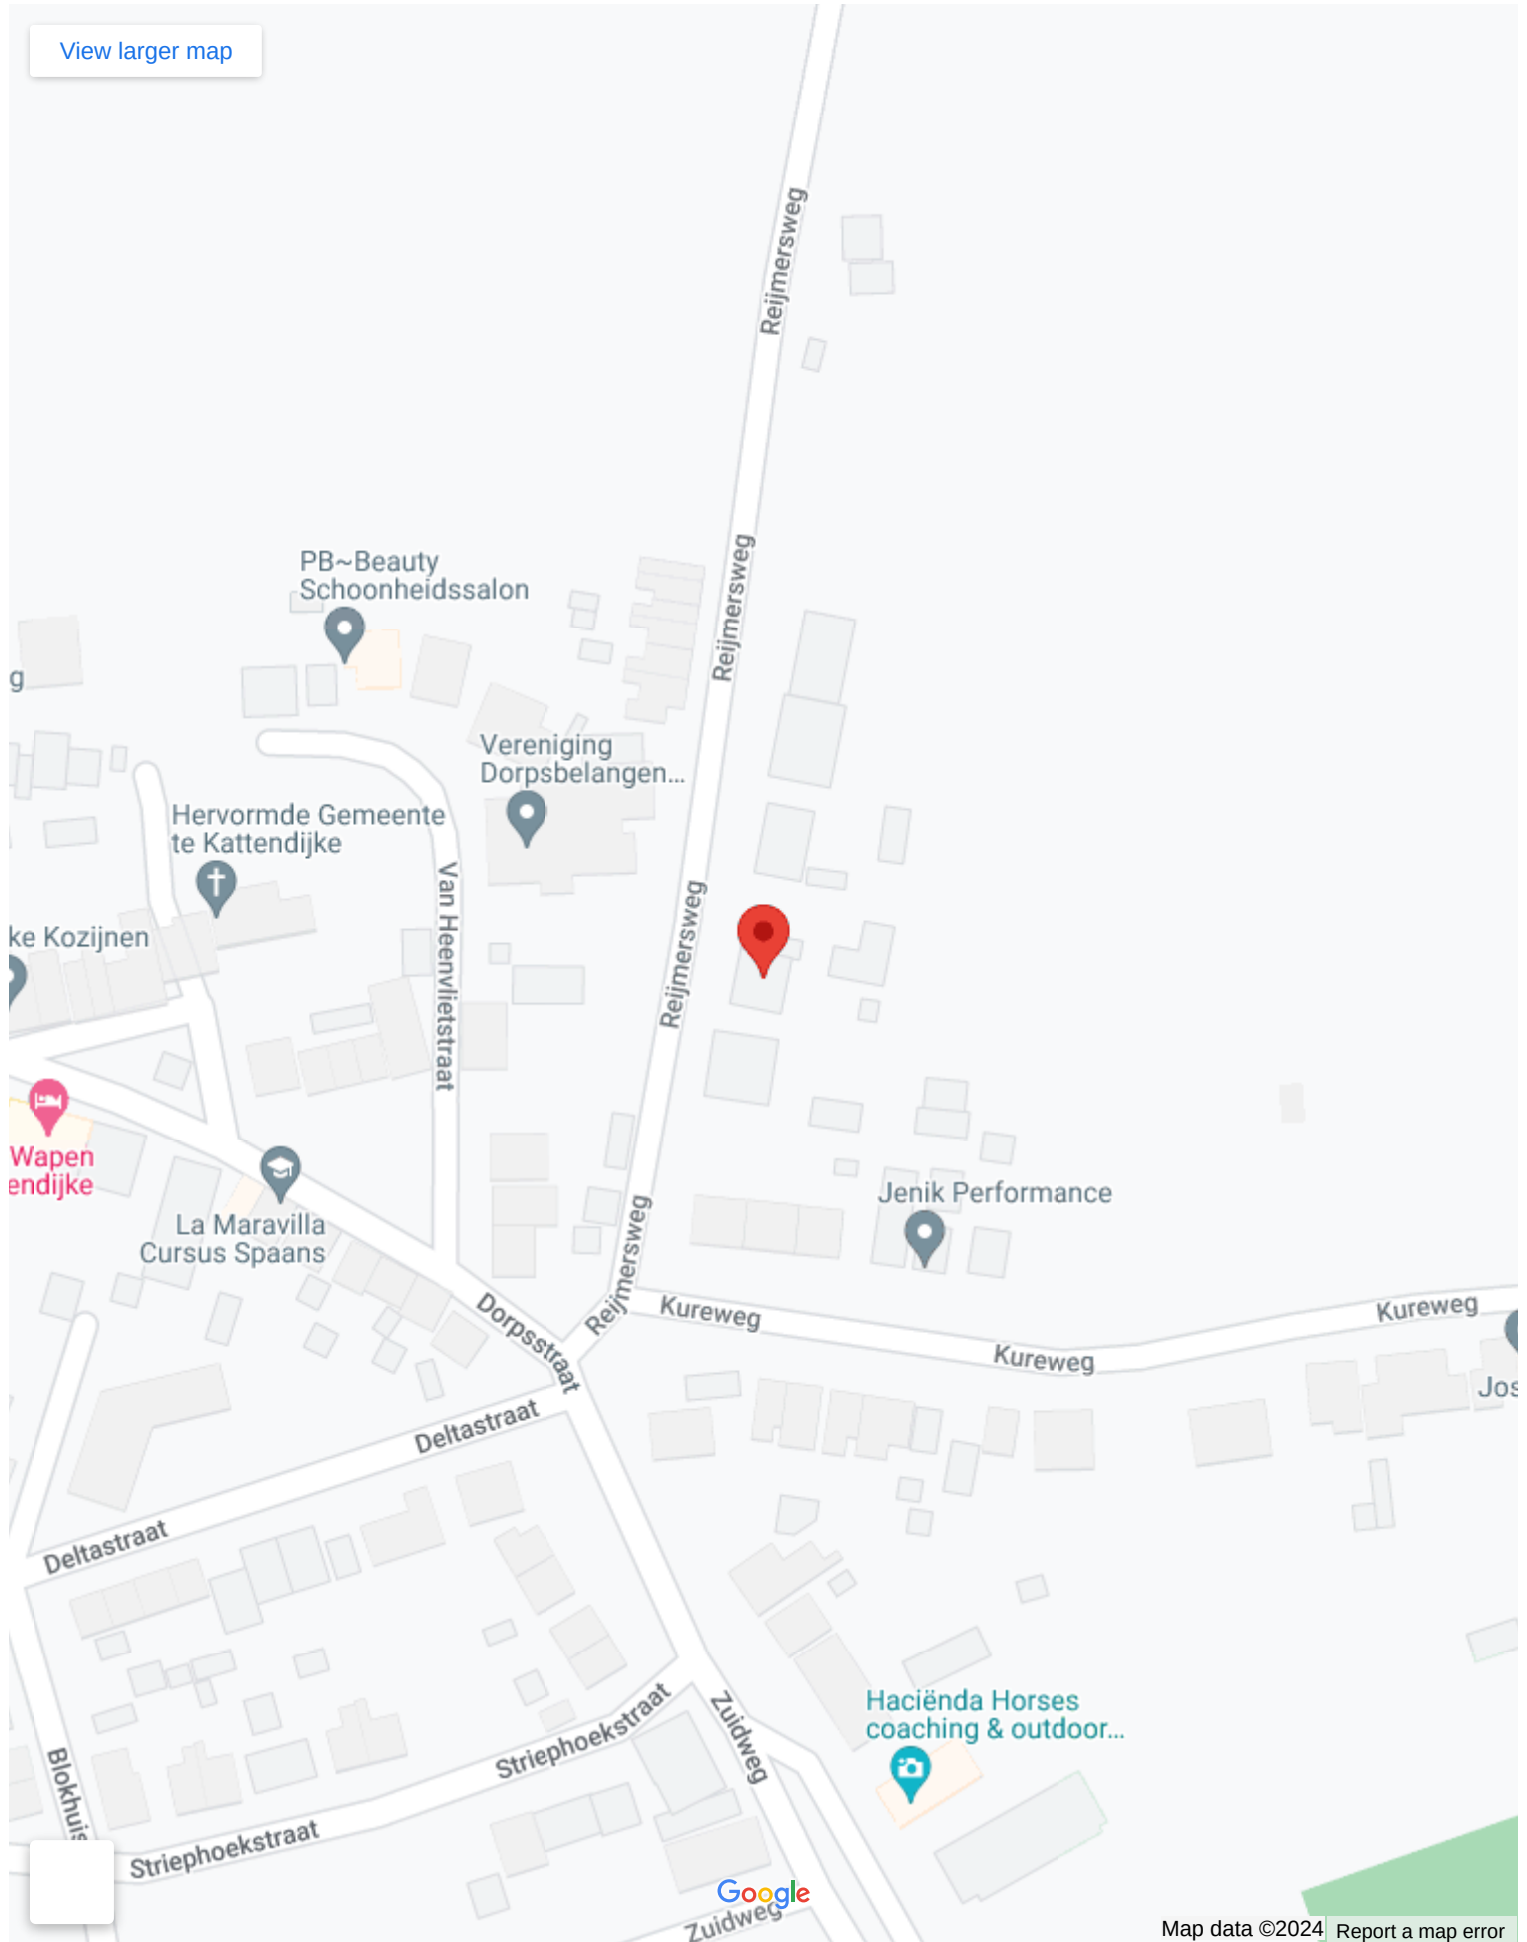 View larger map
Reijmersweg
PB~Beauty
Schoonheidssalon
Reijmersweg
g
Vereniging
Dorpsbelangen...
Hervormde Gemeente
te Kattendijke
Van Heenvlietstraat
Reijmersweg
ke Kozijnen
Wapen
endijke
La Maravilla
Cursus Spaans
Jenik Performance
Reijmersweg
Dorpsstraat
Kureweg
Kureweg
Kureweg
Jos
Deltastraat
Deltastraat
Haciënda Horses
coaching & outdoor...
Zuidweg
Striephoekstraat
Blokhuis
Striephoekstraat
Google
Zuidweg
Map data ©2024
Report a map error